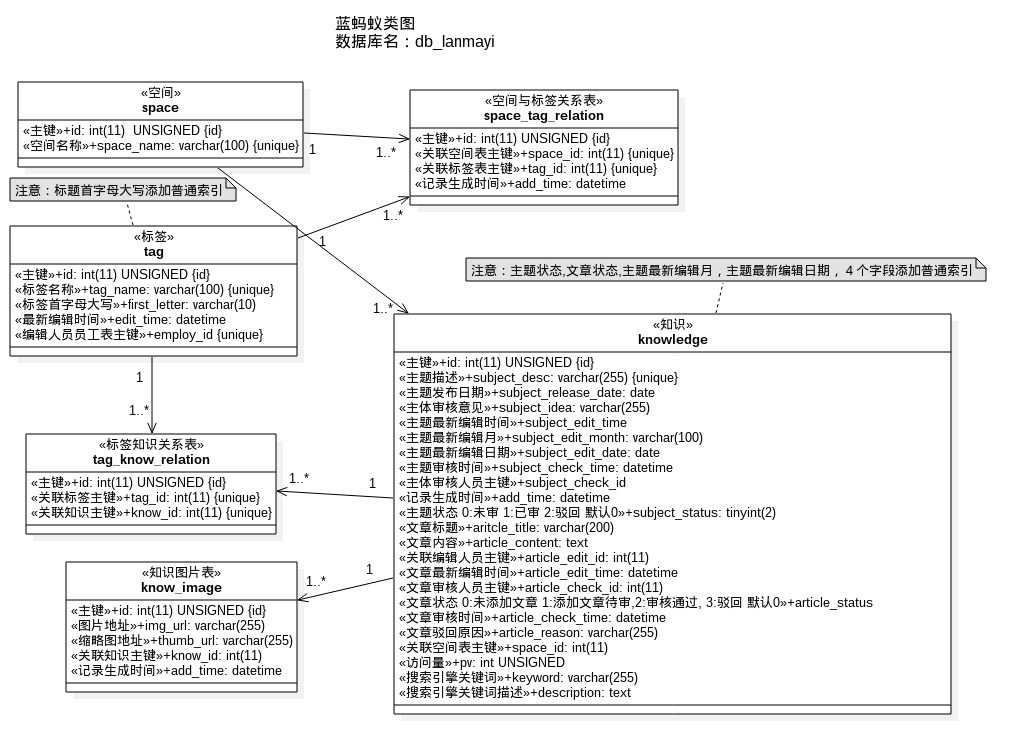 蓝蚂蚁类图
数据库名：db_lanmayi
«空间»
space
«主键»+id: int(11)  UNSIGNED {id}
«空间名称»+space_name: varchar(100) {unique}
«空间与标签关系表»
space_tag_relation
«主键»+id: int(11) UNSIGNED {id}
«关联空间表主键»+space_id: int(11) {unique}
«关联标签表主键»+tag_id: int(11) {unique}
«记录生成时间»+add_time: datetime
1
1..*
注意：标题首字母大写添加普通索引
1..*
1
«标签»
tag
«主键»+id: int(11) UNSIGNED {id}
«标签名称»+tag_name: varchar(100) {unique}
«标签首字母大写»+first_letter: varchar(10)
«最新编辑时间»+edit_time: datetime
«编辑人员员工表主键»+employ_id {unique}
注意：主题状态,文章状态,主题最新编辑月，主题最新编辑日期，４个字段添加普通索引
1..*
«知识»
knowledge
«主键»+id: int(11) UNSIGNED {id}
«主题描述»+subject_desc: varchar(255) {unique}
«主题发布日期»+subject_release_date: date
«主体审核意见»+subject_idea: varchar(255)
«主题最新编辑时间»+subject_edit_time
«主题最新编辑月»+subject_edit_month: varchar(100)
«主题最新编辑日期»+subject_edit_date: date
«主题审核时间»+subject_check_time: datetime
«主体审核人员主键»+subject_check_id
«记录生成时间»+add_time: datetime
«主题状态 0:未审 1:已审 2:驳回 默认0»+subject_status: tinyint(2)
«文章标题»+aritcle_title: varchar(200)
«文章内容»+article_content: text
«关联编辑人员主键»+article_edit_id: int(11)
«文章最新编辑时间»+article_edit_time: datetime
«文章审核人员主键»+article_check_id: int(11)
«文章状态 0:未添加文章 1:添加文章待审,2:审核通过, 3:驳回 默认0»+article_status
«文章审核时间»+article_check_time: datetime
«文章驳回原因»+article_reason: varchar(255)
«关联空间表主键»+space_id: int(11)
«访问量»+pv: int UNSIGNED
«搜索引擎关键词»+keyword: varchar(255)
«搜索引擎关键词描述»+description: text
1
1..*
«标签知识关系表»
tag_know_relation
«主键»+id: int(11) UNSIGNED {id}
«关联标签主键»+tag_id: int(11) {unique}
«关联知识主键»+know_id: int(11) {unique}
1..*
1
«知识图片表»
know_image
«主键»+id: int(11) UNSIGNED {id}
«图片地址»+img_url: varchar(255)
«缩略图地址»+thumb_url: varchar(255)
«关联知识主键»+know_id: int(11)
«记录生成时间»+add_time: datetime
1..*
1